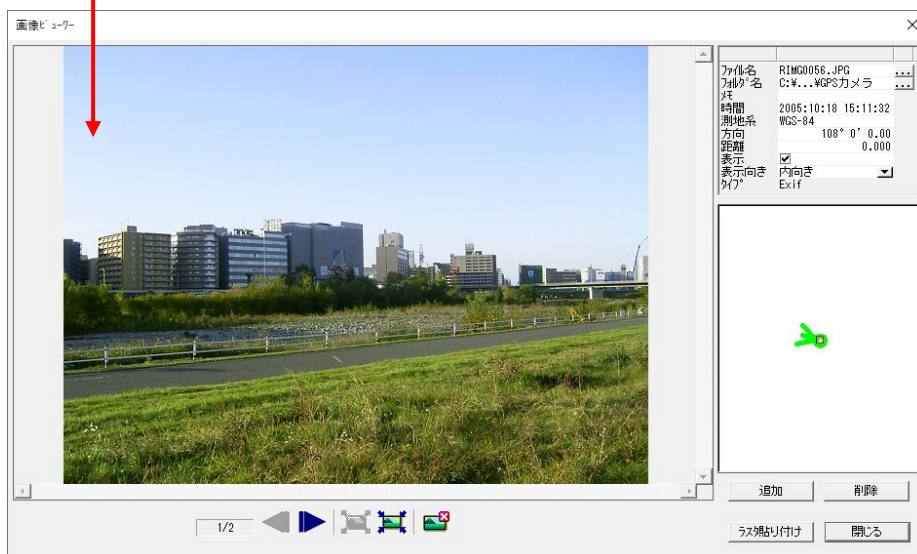 画像ﾋﾞｭｰﾜｰ
ﾌｧｲﾙ名 RIMG0056.JPG ...
ﾌｫﾙﾀﾞ名 C:¥...¥GPSカメラ ...
ﾒﾓ
時間 2005:10:18 15:11:32
測地系 WGS-84
方向 108° 0' 0.00
距離 0.000
表示
表示向き 内向き
ﾀｲﾌﾟ Exif
追加 削除
1/2
ﾗｽﾀ貼り付け 閉じる